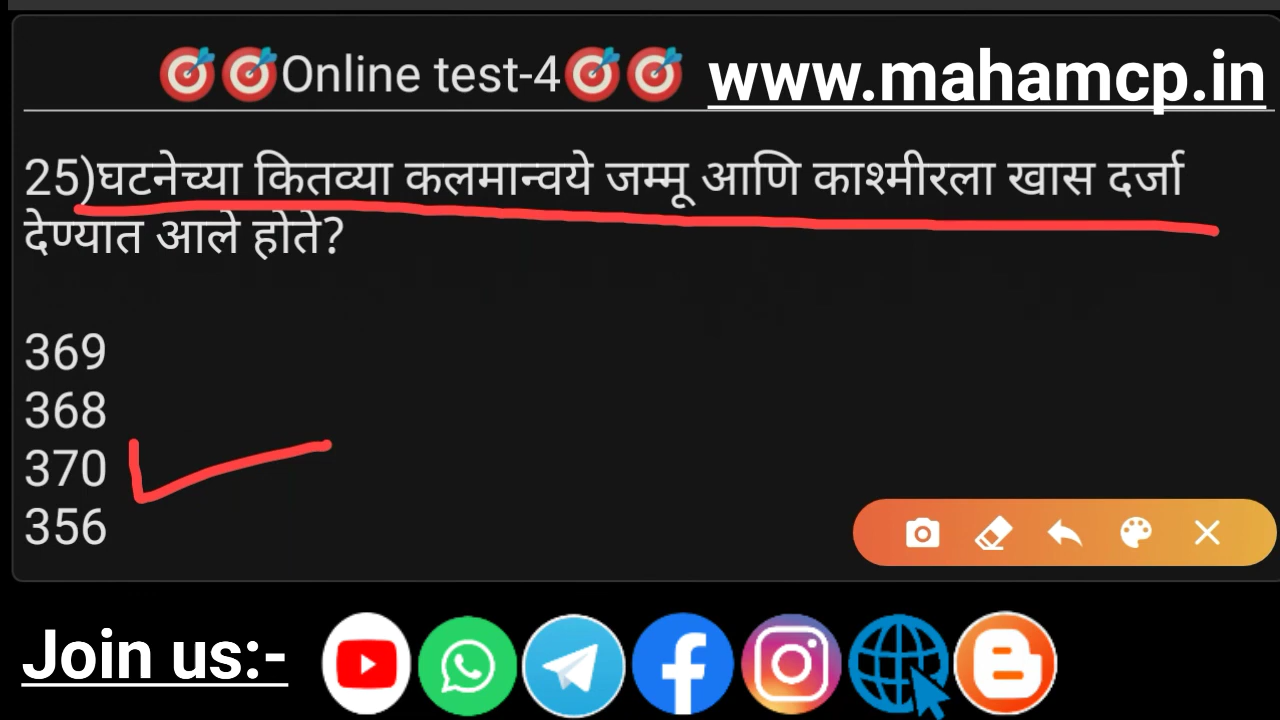 🎯🎯Online test-4🎯🎯 www.mahamcp.in
25)घटनेच्या कितव्या कलमान्वये जम्मू आणि काश्मीरला खास दर्जा
देण्यात आले होते?
369
368
370
356
Join us:-